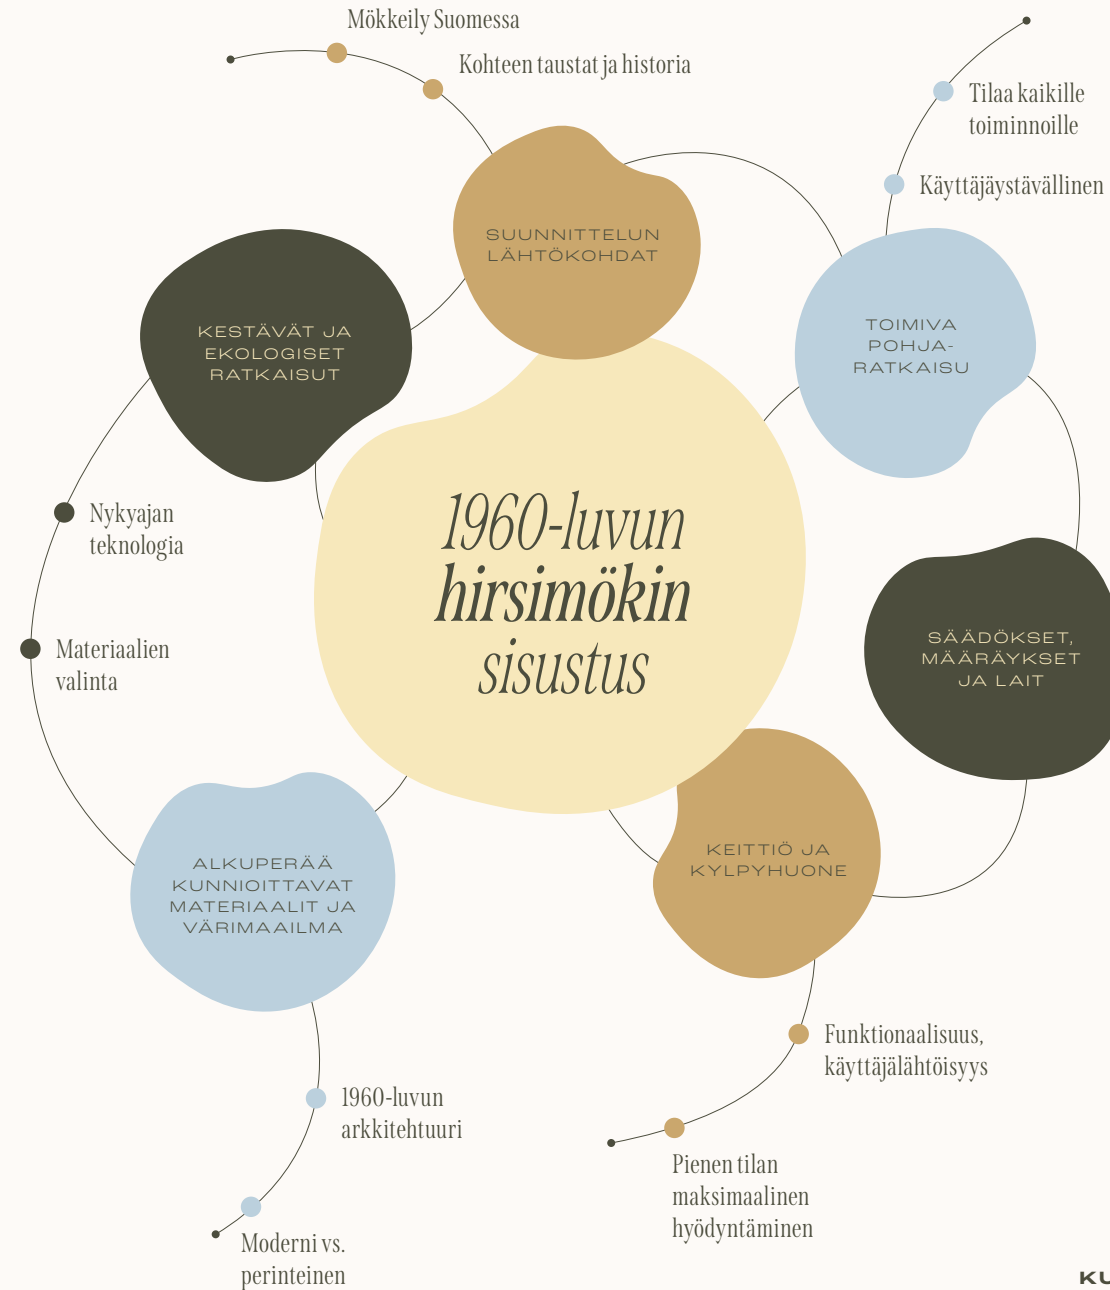 Mökkeily Suomessa
Kohteen taustat ja historia
Tilaa kaikille
toiminnoille
Käyttäjäystävällinen
SUUNNITTELUN
LÄHTÖKOHDAT
KESTÄVÄT JA
EKOLOGISET
RATKAISUT
TOIMIVA
POHJA-
RATKAISU
Nykyajan
teknologia
1960-luvun
hirsimökin
sisustus
Materiaalien
valinta
SÄÄDÖKSET,
MÄÄRÄYKSET
JA LAIT
ALKUPERÄÄ
KUNNIOITTAVAT
MATERIAALIT JA
VÄRIMAAILMA
KEITTIÖ JA
KYLPYHUONE
Funktionaalisuus,
käyttäjälähtöisyys
1960-luvun
arkkitehtuuri
Pienen tilan
maksimaalinen
hyödyntäminen
Moderni vs.
perinteinen